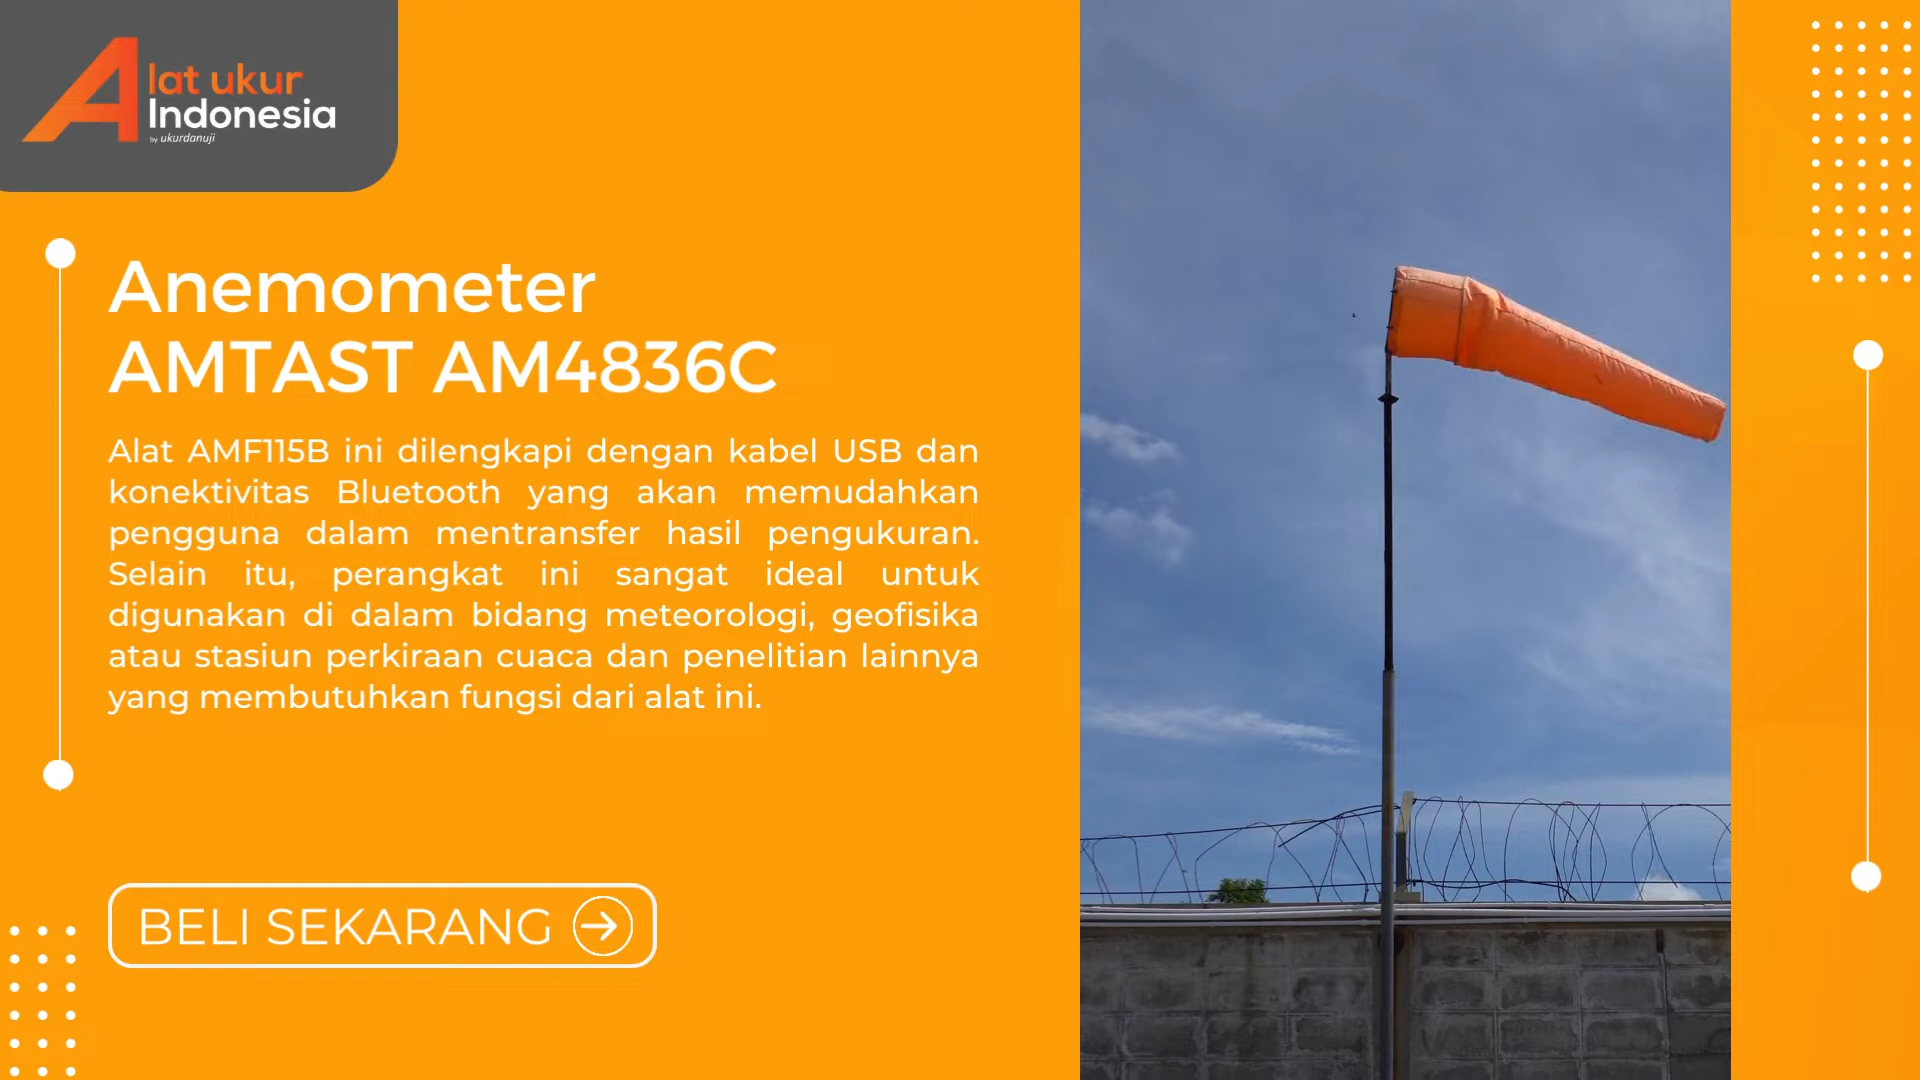 Alat ukur
Indonesia
by ukurdanuji
Anemometer
AMTAST AM4836C
Alat AMF115B ini dilengkapi dengan kabel USB dan
konektivitas Bluetooth yang akan memudahkan
pengguna dalam mentransfer hasil pengukuran.
Selain itu, perangkat ini sangat ideal untuk
digunakan di dalam bidang meteorologi, geofisika
atau stasiun perkiraan cuaca dan penelitian lainnya
yang membutuhkan fungsi dari alat ini.
BELI SEKARANG